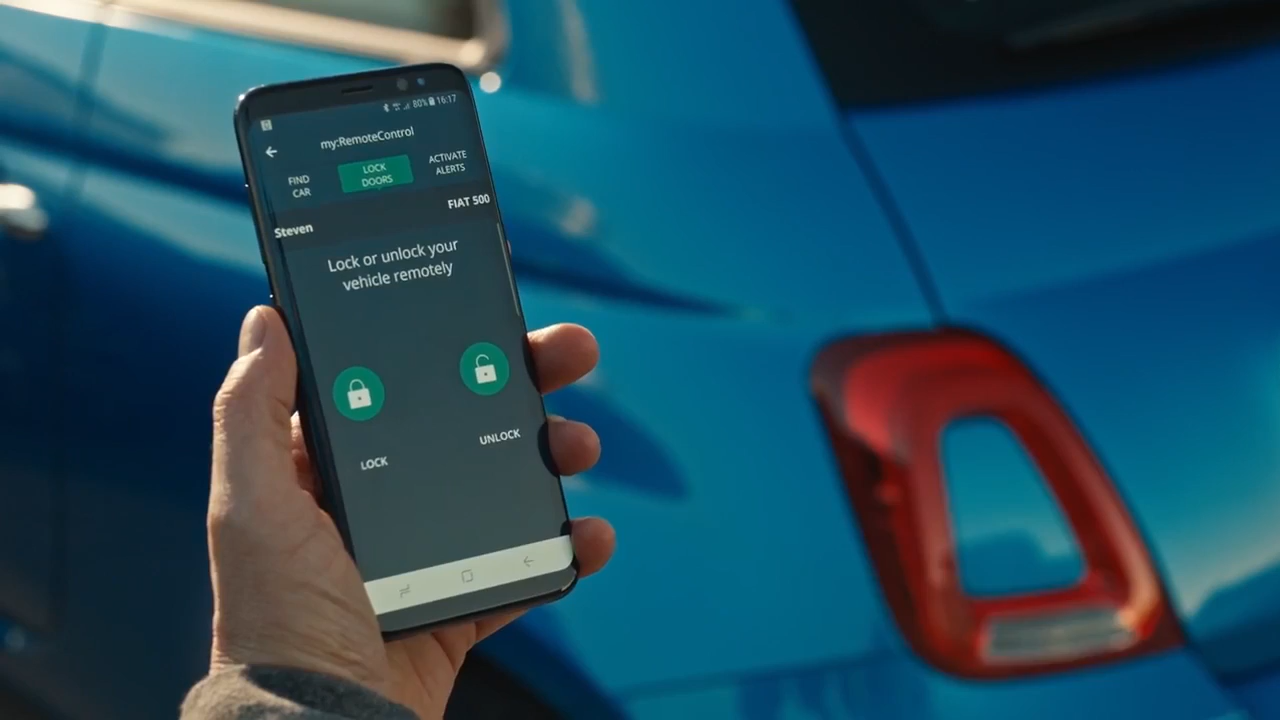 80% 16:17
my:RemoteControl
FIND
CAR
LOCK
DOORS
ACTIVATE
ALERTS
FIAT 500
Steven
Lock or unlock your
vehicle remotely
LOCK
UNLOCK